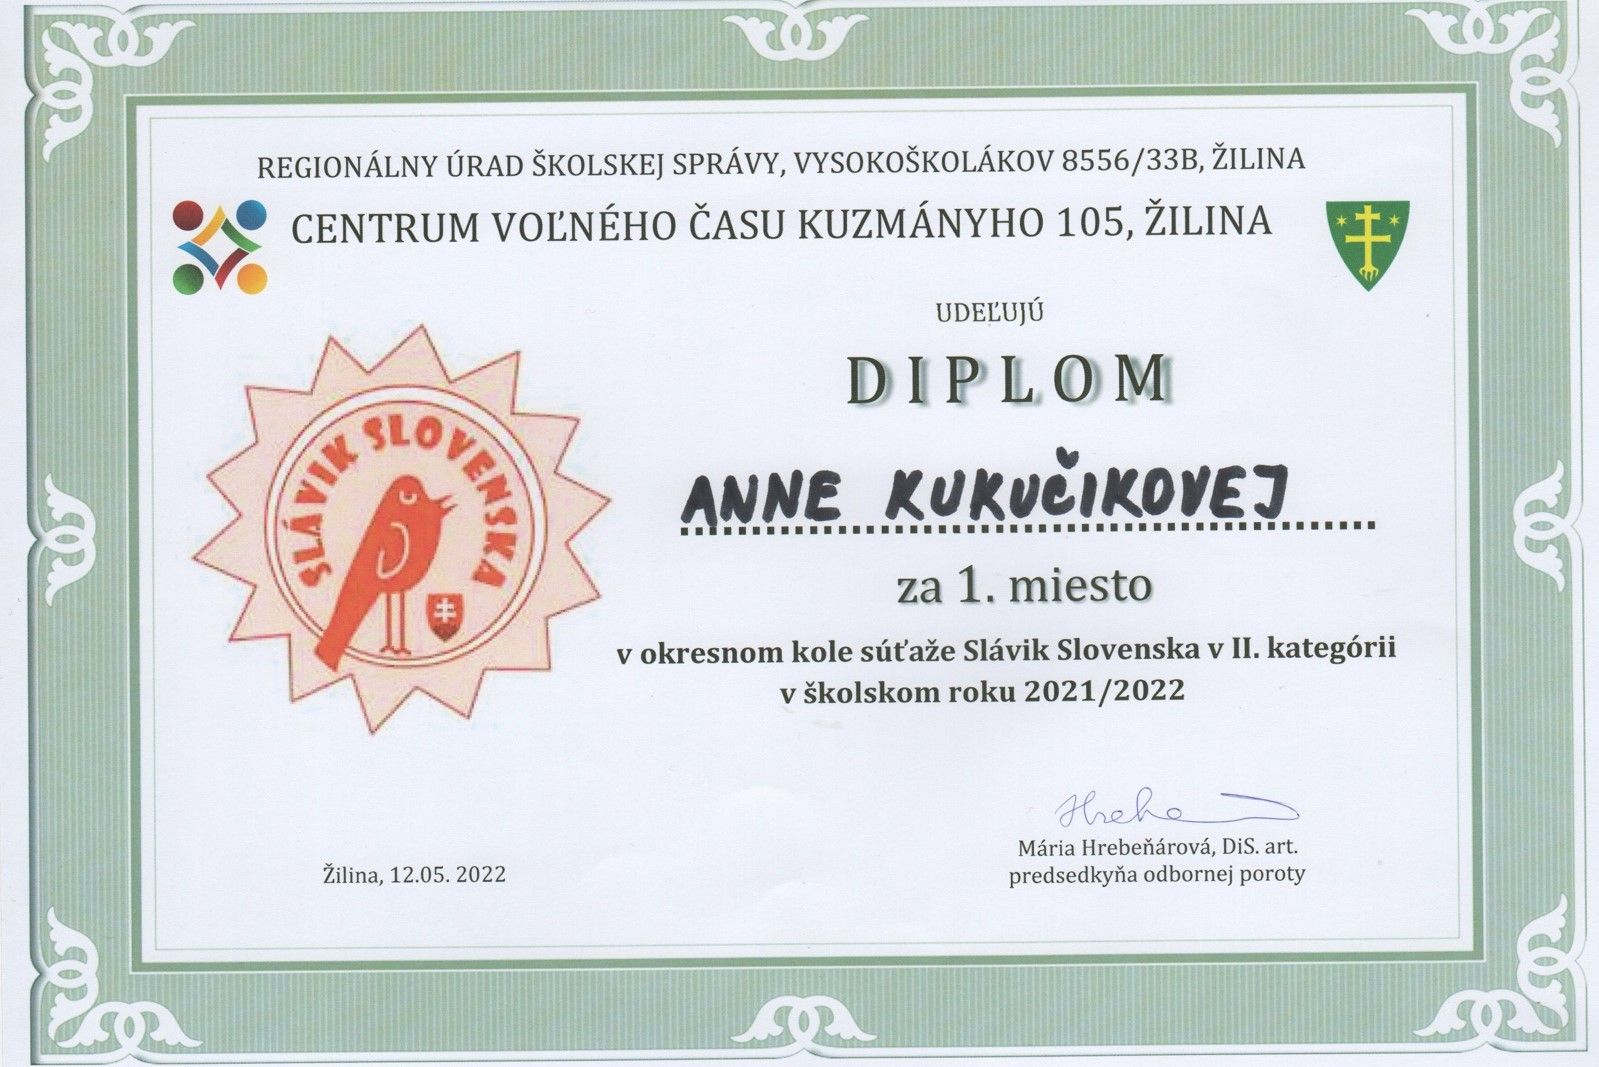 REGIONÁLNY ÚRAD ŠKOLSKEJ SPRÁVY, VYSOKOŠKOLÁKOV 8556/33B, ŽILINA
CENTRUM VOĽNÉHO ČASU KUZMÁNYHO 105, ŽILINA
UDEĽUJÚ
DIPLOM
SLÁVIK SLOVENSKA
ANNE KUKUČIKOVEJ
za 1. miesto
v okresnom kole súťaže Slávik Slovenska v II. kategórii
v školskom roku 2021/2022
Mária Hrebeňárová, DiS. art.
predsedkyňa odbornej poroty
Žilina, 12.05. 2022